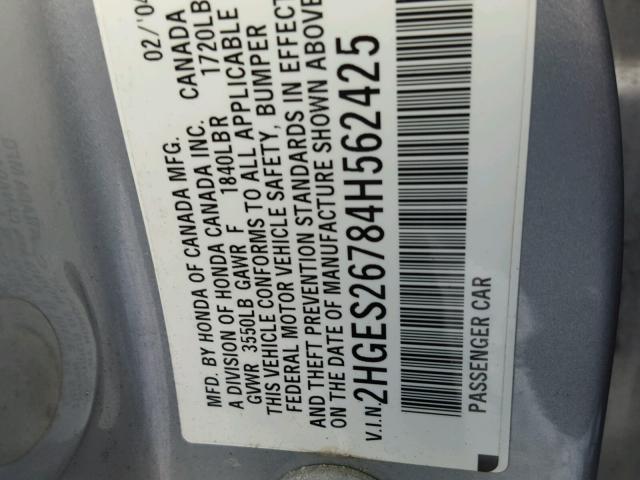 MFD. BY HONDA OF CANADA MFG. 02/'04
A DIVISION OF HONDA CANADA INC. CANADA
GVWR 3550LB GAWR F 1840LB R 1720LB
THIS VEHICLE CONFORMS TO ALL APPLICABLE
FEDERAL MOTOR VEHICLE SAFETY, BUMPER
AND THEFT PREVENTION STANDARDS IN EFFECT
ON THE DATE OF MANUFACTURE SHOWN ABOVE
V.I.N. 2HGES26784H562425
PASSENGER CAR